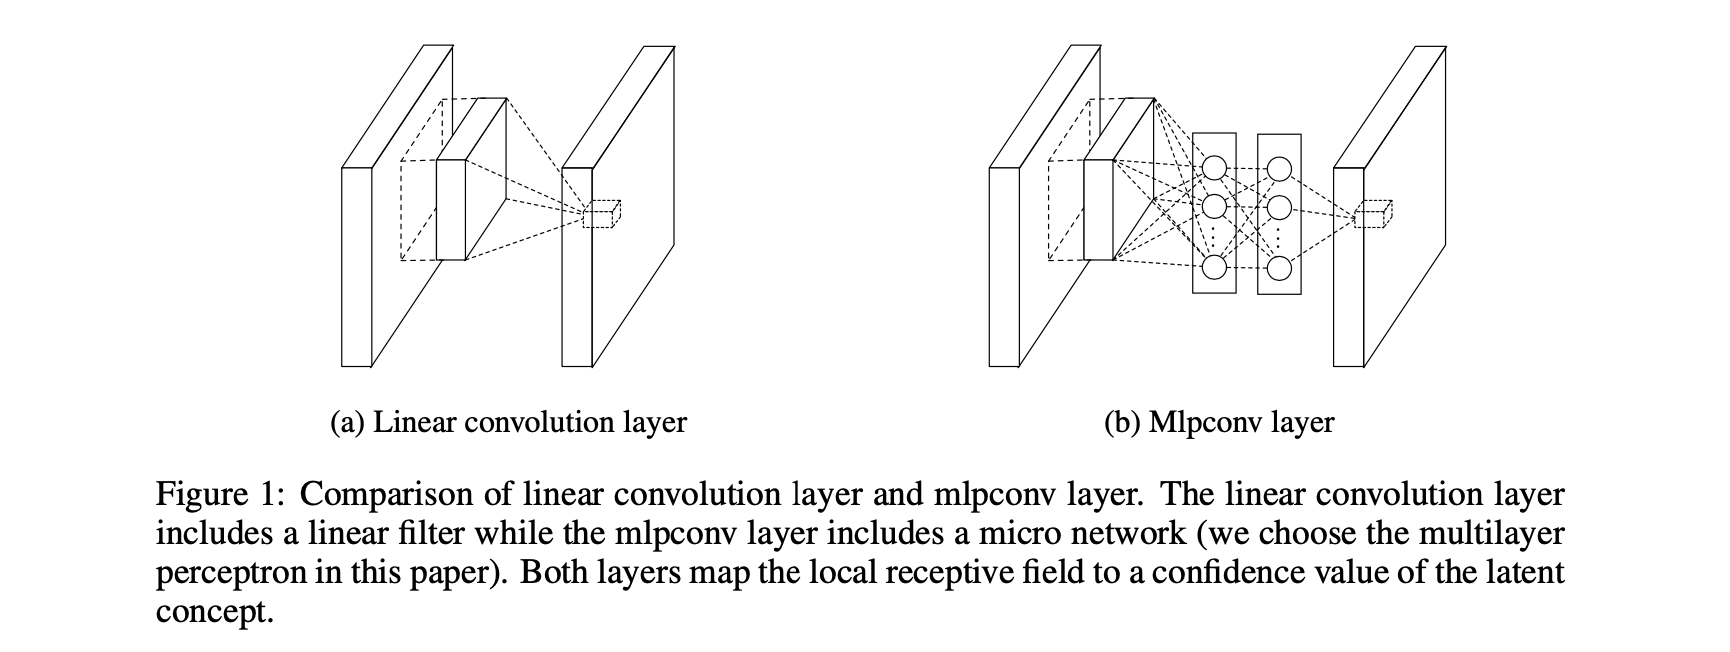 (a) Linear convolution layer
(b) Mlpconv layer
Figure 1: Comparison of linear convolution layer and mlpconv layer. The linear convolution layer
includes a linear filter while the mlpconv layer includes a micro network (we choose the multilayer
perceptron in this paper). Both layers map the local receptive field to a confidence value of the latent
concept.